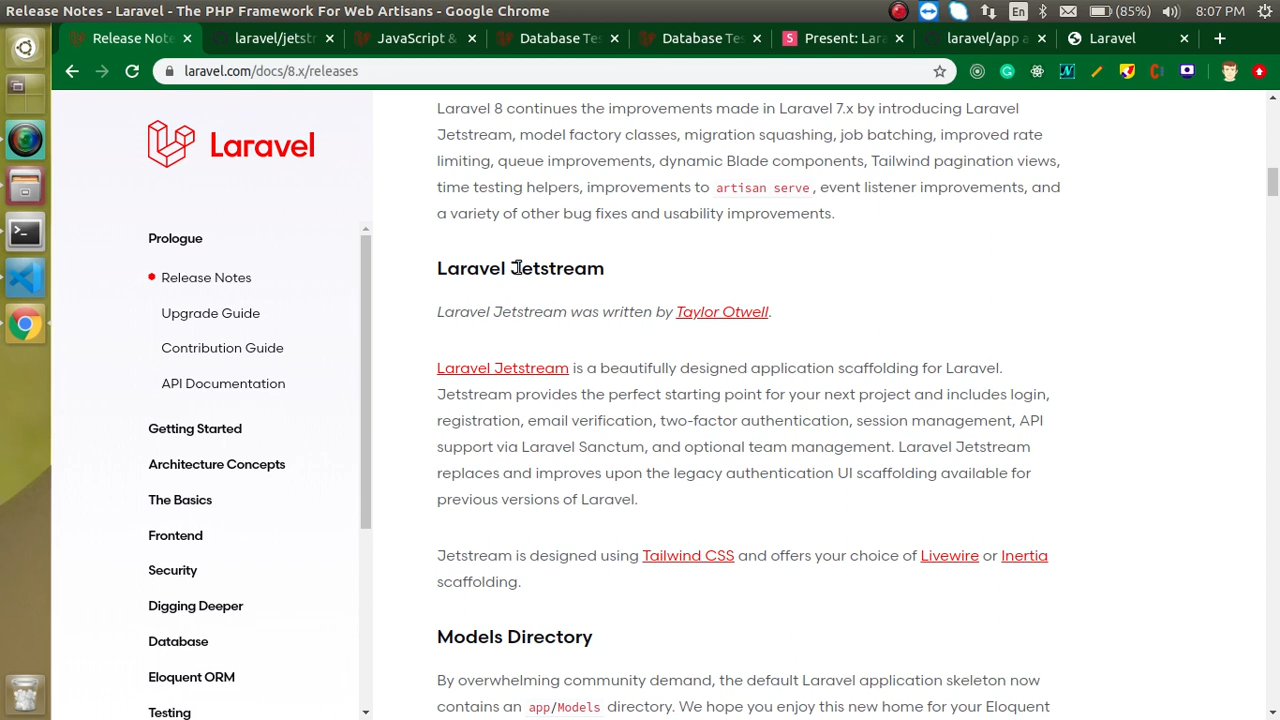 Release Notes - Laravel - The PHP Framework For Web Artisans - Google Chrome
En
(85%)
8:07 PM
Release Note
laravel/jetstr
JavaScript &
Database Te
Database Te
Present: Lara
laravel/app a
Laravel
laravel.com/docs/8.x/releases
Laravel
Prologue
Release Notes
Upgrade Guide
Contribution Guide
API Documentation
Getting Started
Architecture Concepts
The Basics
Frontend
Security
Digging Deeper
Database
Eloquent ORM
Testing
Laravel 8 continues the improvements made in Laravel 7.x by introducing Laravel
Jetstream, model factory classes, migration squashing, job batching, improved rate
limiting, queue improvements, dynamic Blade components, Tailwind pagination views,
time testing helpers, improvements to artisan serve, event listener improvements, and
a variety of other bug fixes and usability improvements.
Laravel Jetstream
Laravel Jetstream was written by Taylor Otwell.
Laravel Jetstream is a beautifully designed application scaffolding for Laravel.
Jetstream provides the perfect starting point for your next project and includes login,
registration, email verification, two-factor authentication, session management, API
support via Laravel Sanctum, and optional team management. Laravel Jetstream
replaces and improves upon the legacy authentication UI scaffolding available for
previous versions of Laravel.
Jetstream is designed using Tailwind CSS and offers your choice of Livewire or Inertia
scaffolding.
Models Directory
By overwhelming community demand, the default Laravel application skeleton now
contains an app/Models directory. We hope you enjoy this new home for your Eloquent